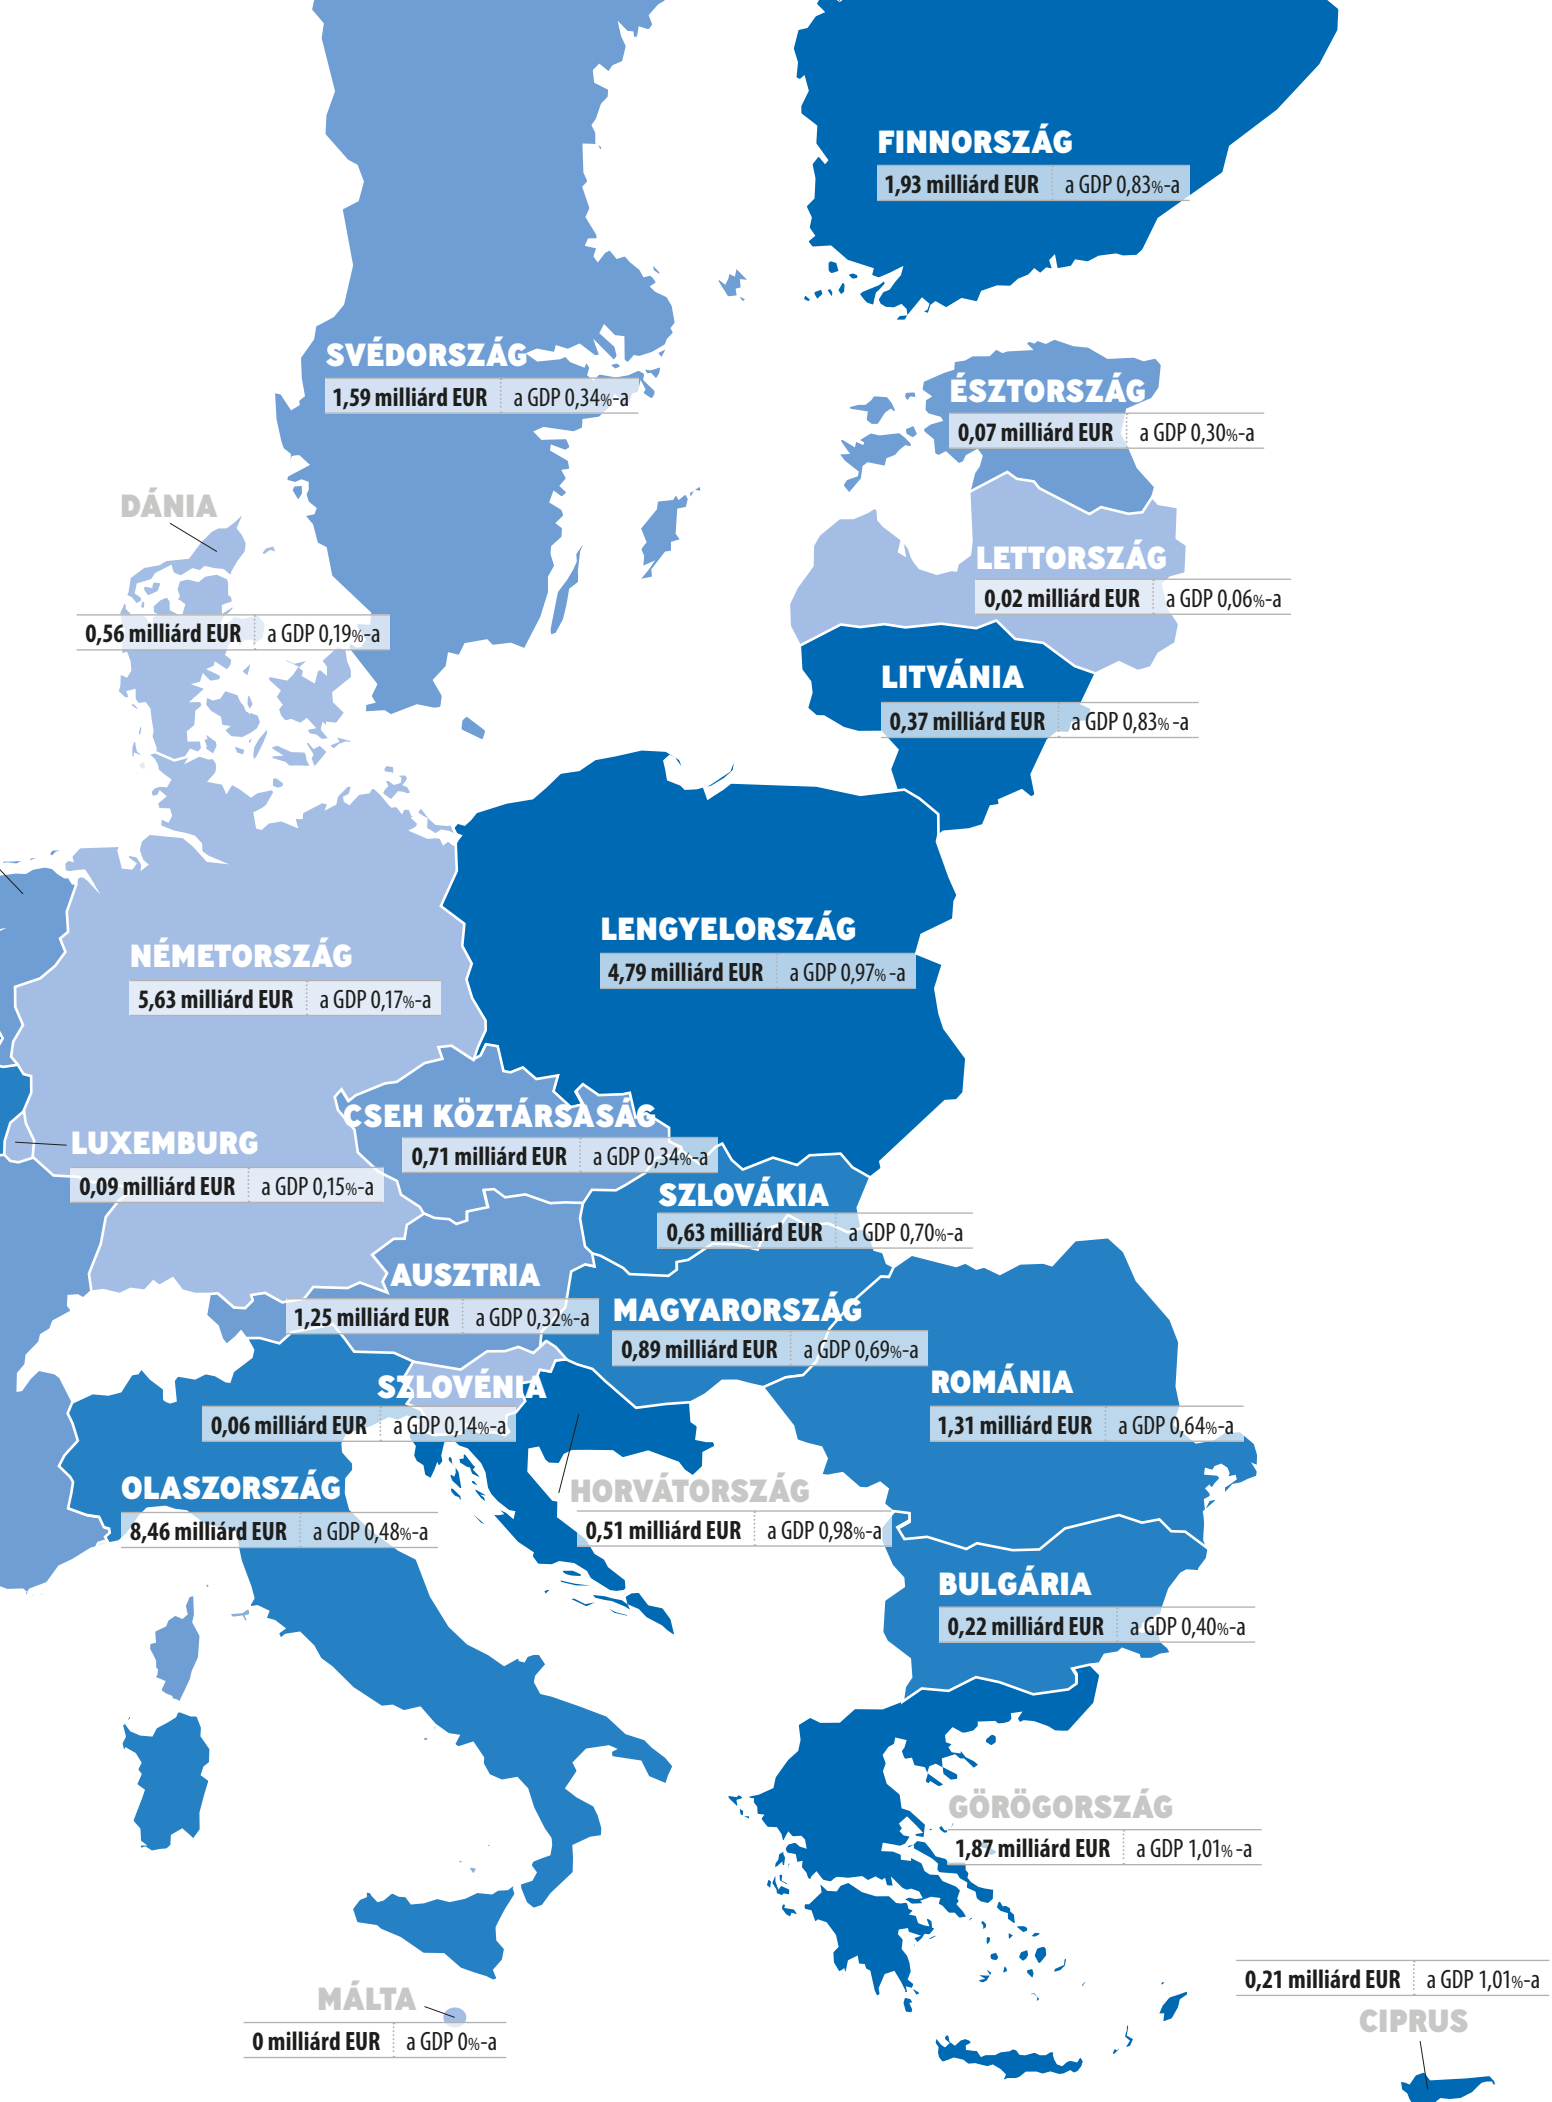 FINNORSZÁG
1,93 milliárd EUR a GDP 0,83%-a
SVÉDORSZÁG
1,59 milliárd EUR a GDP 0,34%-a
ÉSZTORSZÁG
0,07 milliárd EUR a GDP 0,30%-a
DÁNIA
0,56 milliárd EUR a GDP 0,19%-a
LETTORSZÁG
0,02 milliárd EUR a GDP 0,06%-a
LITVÁNIA
0,37 milliárd EUR a GDP 0,83% -a
LENGYELORSZÁG
4,79 milliárd EUR a GDP 0,97% -a
NÉMETORSZÁG
5,63 milliárd EUR a GDP 0,17%-a
CSEH KÖZTÁRSASÁG
0,71 milliárd EUR a GDP 0,34%-a
LUXEMBURG
0,09 milliárd EUR a GDP 0,15%-a
SZLOVÁKIA
0,63 milliárd EUR a GDP 0,70%-a
AUSZTRIA
1,25 milliárd EUR a GDP 0,32%-a
MAGYARORSZÁG
0,89 milliárd EUR a GDP 0,69%-a
ROMÁNIA
1,31 milliárd EUR a GDP 0,64%-a
SZLOVÉNIA
0,06 milliárd EUR a GDP 0,14%-a
OLASZORSZÁG
8,46 milliárd EUR a GDP 0,48%-a
HORVÁTORSZÁG
0,51 milliárd EUR a GDP 0,98%-a
BULGÁRIA
0,22 milliárd EUR a GDP 0,40%-a
GÖRÖGORSZÁG
1,87 milliárd EUR a GDP 1,01% -a
MÁLTA
0 milliárd EUR a GDP 0%-a
0,21 milliárd EUR a GDP 1,01%-a
CIPRUS